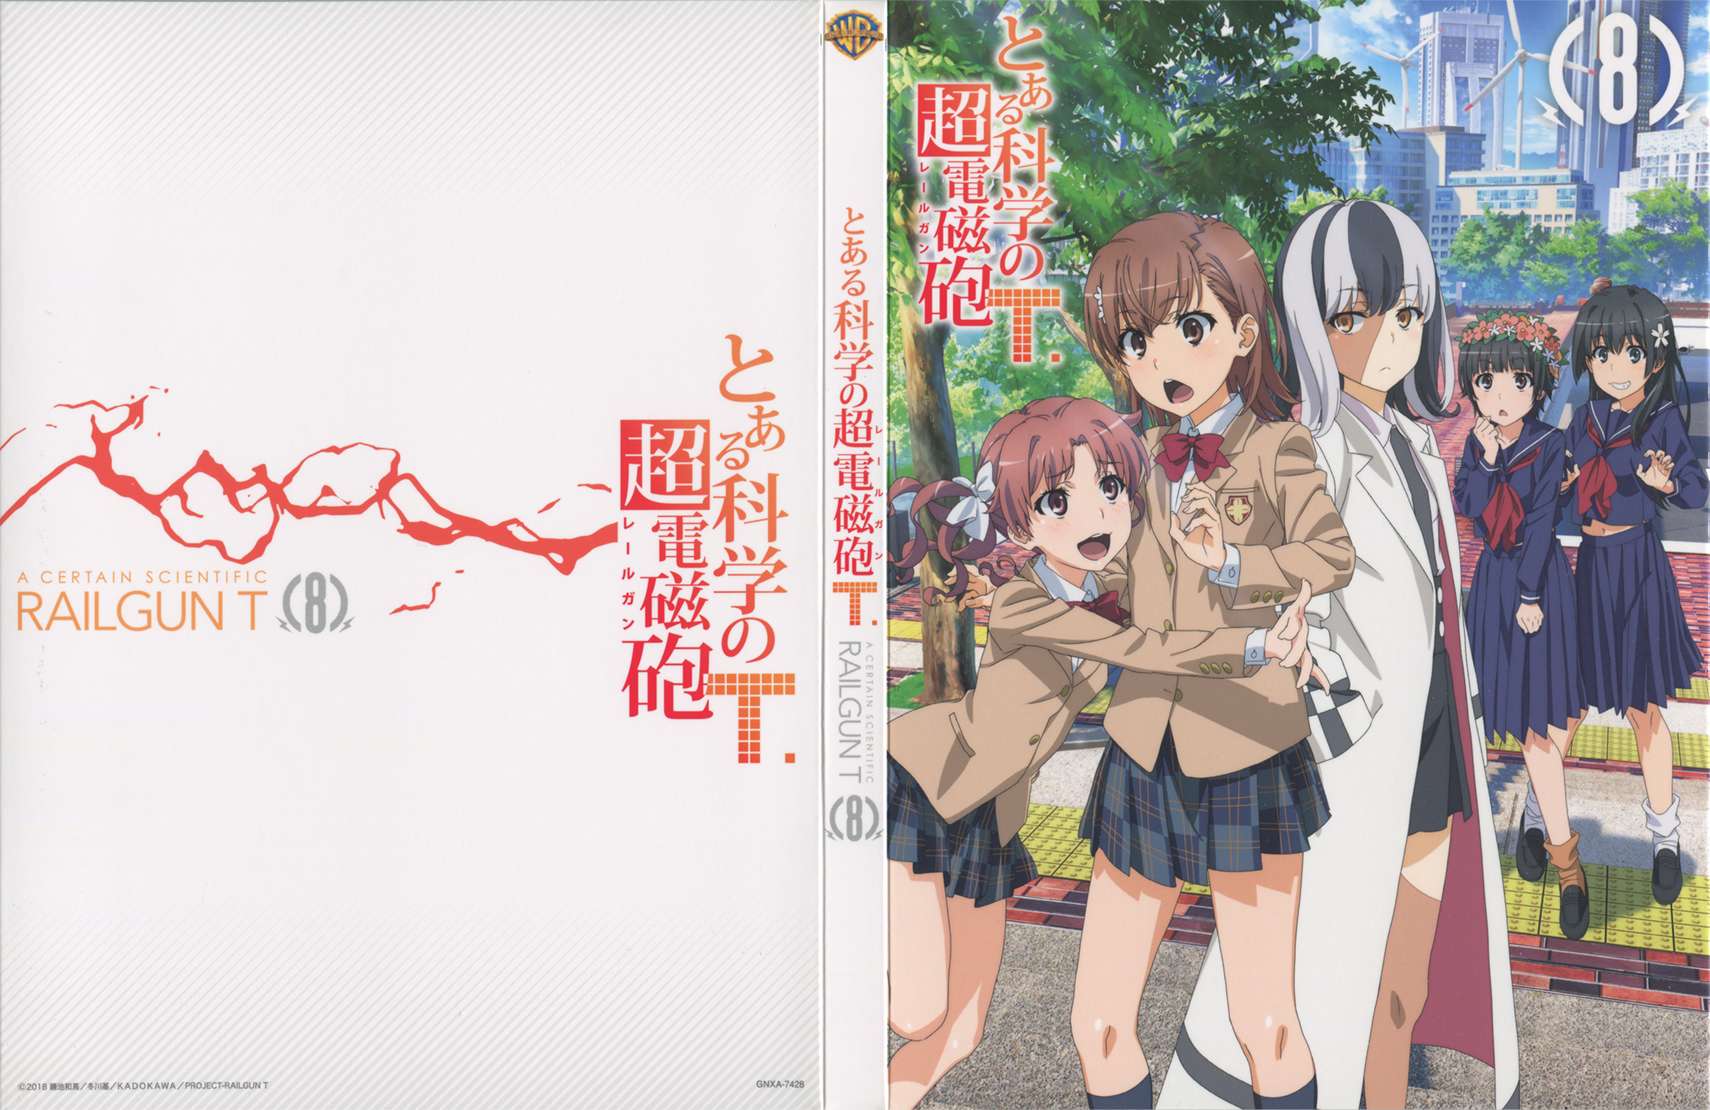 A CERTAIN SCIENTIFIC
RAILGUN T (8)
とある科学の
超電磁砲
レールガン
T.
©2018 鎌池和馬/冬川基/KADOKAWA/PROJECT-RAILGUN T
GNXA-7428
WB
とある科学の超電磁砲
レールガン
T.
A CERTAIN SCIENTIFIC
RAILGUN T
(8)
とある科学の
超電磁砲
レールガン
T.
(8)